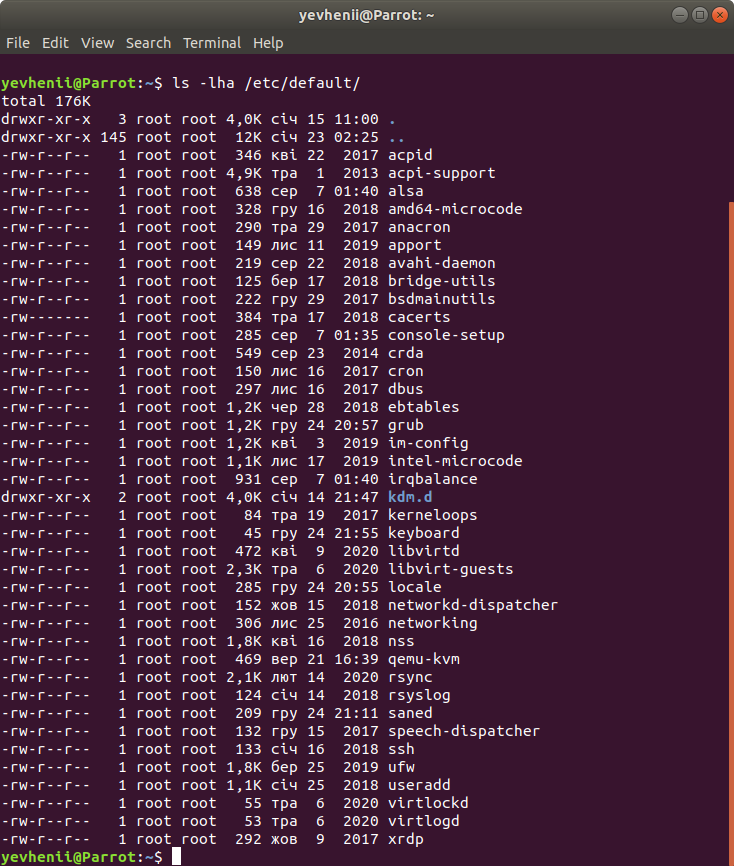 yevhenii@Parrot: ~
File Edit View Search Terminal Help
yevhenii@Parrot:~$ ls -lha /etc/default/
total 176K
drwxr-xr-x   3 root root 4,0K січ 15 11:00 .
drwxr-xr-x 145 root root  12K січ 23 02:25 ..
-rw-r--r--   1 root root  346 кві 22  2017 acpid
-rw-r--r--   1 root root 4,9K тра  1  2013 acpi-support
-rw-r--r--   1 root root  638 сер  7 01:40 alsa
-rw-r--r--   1 root root  328 гру 16  2018 amd64-microcode
-rw-r--r--   1 root root  290 тра 29  2017 anacron
-rw-r--r--   1 root root  149 лис 11  2019 apport
-rw-r--r--   1 root root  219 сер 22  2018 avahi-daemon
-rw-r--r--   1 root root  125 бер 17  2018 bridge-utils
-rw-r--r--   1 root root  222 гру 29  2017 bsdmainutils
-rw-------   1 root root  384 тра 17  2018 cacerts
-rw-r--r--   1 root root  285 сер  7 01:35 console-setup
-rw-r--r--   1 root root  549 сер 23  2014 crda
-rw-r--r--   1 root root  150 лис 16  2017 cron
-rw-r--r--   1 root root  297 лис 16  2017 dbus
-rw-r--r--   1 root root 1,2K чер 28  2018 ebtables
-rw-r--r--   1 root root 1,2K гру 24 20:57 grub
-rw-r--r--   1 root root 1,2K кві  3  2019 im-config
-rw-r--r--   1 root root 1,1K лис 17  2019 intel-microcode
-rw-r--r--   1 root root  931 сер  7 01:40 irqbalance
drwxr-xr-x   2 root root 4,0K січ 14 21:47 kdm.d
-rw-r--r--   1 root root   84 тра 19  2017 kerneloops
-rw-r--r--   1 root root   45 гру 24 21:55 keyboard
-rw-r--r--   1 root root  472 кві  9  2020 libvirtd
-rw-r--r--   1 root root 2,3K тра  6  2020 libvirt-guests
-rw-r--r--   1 root root  285 гру 24 20:55 locale
-rw-r--r--   1 root root  152 жов 15  2018 networkd-dispatcher
-rw-r--r--   1 root root  306 лис 25  2016 networking
-rw-r--r--   1 root root 1,8K кві 16  2018 nss
-rw-r--r--   1 root root  469 вер 21 16:39 qemu-kvm
-rw-r--r--   1 root root 2,1K лют 14  2020 rsync
-rw-r--r--   1 root root  124 січ 14  2018 rsyslog
-rw-r--r--   1 root root  209 гру 24 21:11 saned
-rw-r--r--   1 root root  132 гру 15  2017 speech-dispatcher
-rw-r--r--   1 root root  133 січ 16  2018 ssh
-rw-r--r--   1 root root 1,8K бер 25  2019 ufw
-rw-r--r--   1 root root 1,1K січ 25  2018 useradd
-rw-r--r--   1 root root   55 тра  6  2020 virtlockd
-rw-r--r--   1 root root   53 тра  6  2020 virtlogd
-rw-r--r--   1 root root  292 жов  9  2017 xrdp
yevhenii@Parrot:~$